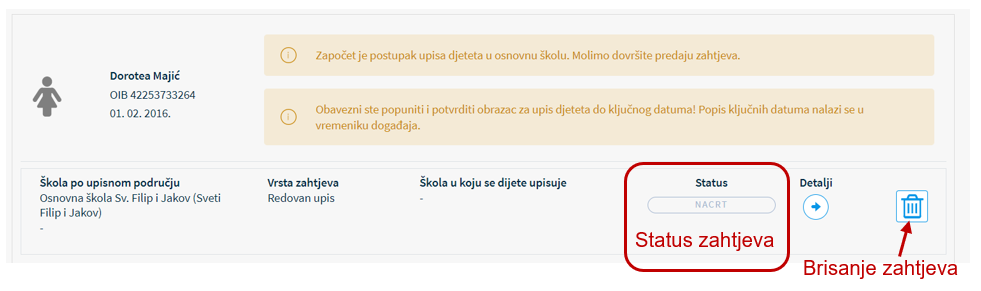 Započet je postupak upisa djeteta u osnovnu školu. Molimo dovršite predaju zahtjeva.
Dorotea Majić
OIB 42253733264
01. 02. 2016.
Obavezni ste popuniti i potvrditi obrazac za upis djeteta do ključnog datuma! Popis ključnih datuma nalazi se u
vremeniku događaja.
Škola po upisnom području
Osnovna škola Sv. Filip i Jakov (Sveti
Filip i Jakov)
-
Vrsta zahtjeva
Redovan upis
Škola u koju se dijete upisuje
-
Status
NACRT
Status zahtjeva
Detalji
Brisanje zahtjeva